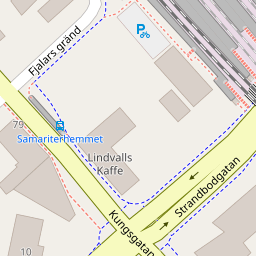 Fjalars gränd
79
Samariterhemmet
Lindvalls
Kaffe
Strandbodgatan
Kungsgatan
10